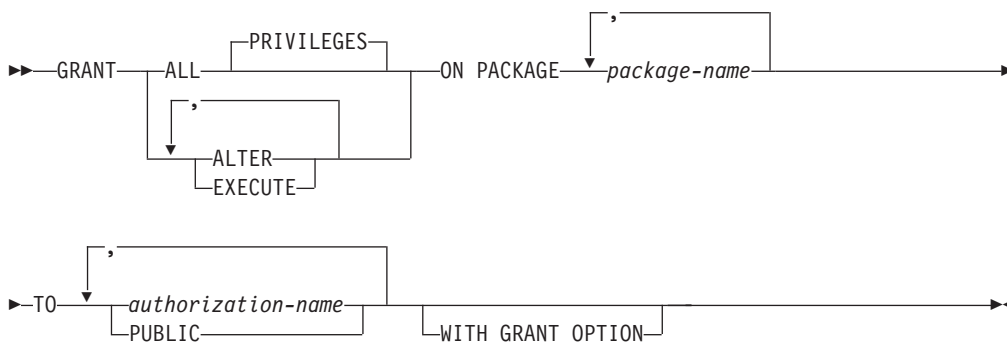 ,
PRIVILEGES
GRANT ALL ON PACKAGE package-name
,
ALTER
EXECUTE
,
TO authorization-name
PUBLIC WITH GRANT OPTION